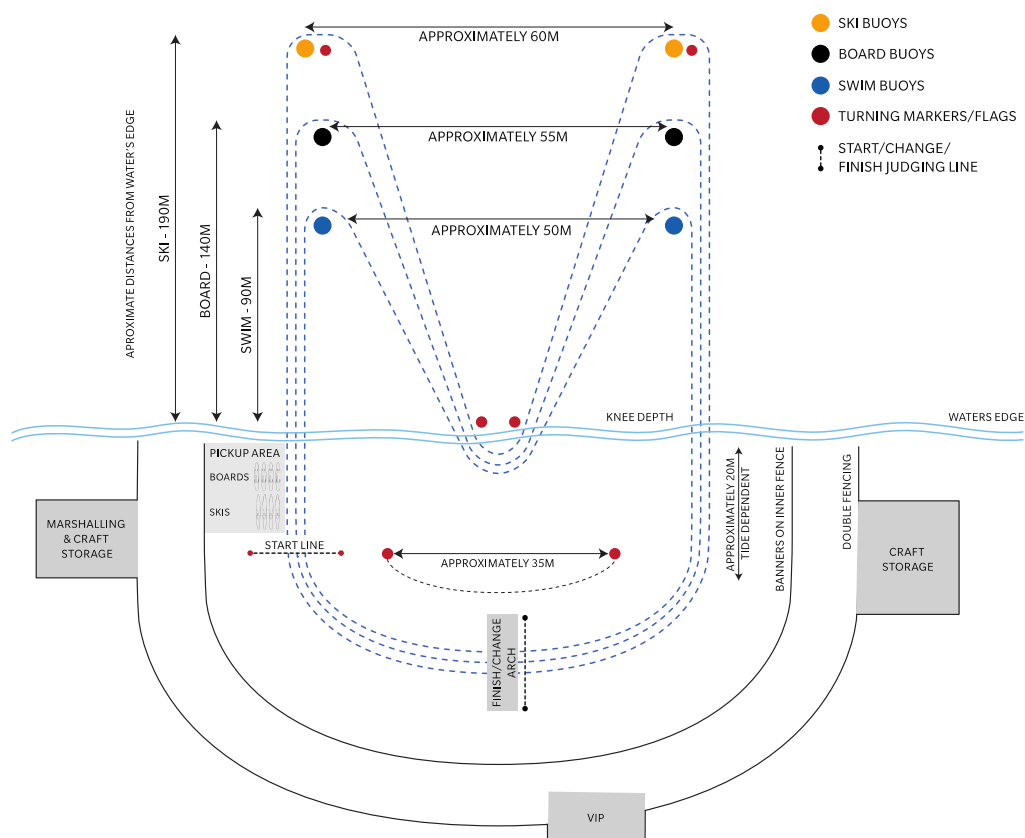 APPROXIMATELY 60M
SKI BUOYS
BOARD BUOYS
SWIM BUOYS
TURNING MARKERS/FLAGS
START/CHANGE/
FINISH JUDGING LINE
APPROXIMATELY 55M
APPROXIMATELY 50M
APROXIMATE DISTANCES FROM WATER'S EDGE
SKI - 190M
BOARD - 140M
SWIM - 90M
KNEE DEPTH
WATERS EDGE
PICKUP AREA
BOARDS
SKIS
MARSHALLING
& CRAFT
STORAGE
START LINE
APPROXIMATELY 35M
APPROXIMATELY 20M
TIDE DEPENDENT
BANNERS ON INNER FENCE
DOUBLE FENCING
CRAFT
STORAGE
FINISH/CHANGE
ARCH
VIP